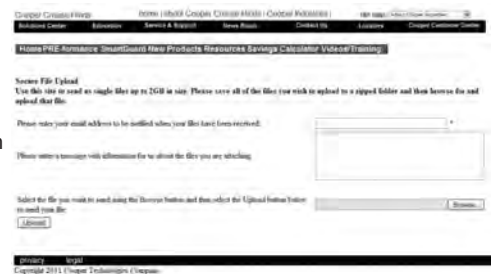 Cooper Crouse-Hinds Home | About Cooper Crouse-Hinds | Cooper Industries |
Solutions Center Education Service & Support News Room Contact Us Locations Cooper Customer Center
Home PRE-formance SmartGuard New Products Resources Savings Calculator Videos/Training
Secure File Upload
Use this site to send us single files up to 2GB in size. Please save all of the files you wish to upload to a zipped folder and then browse for and
upload that file.
Please enter your email address to be notified when your files have been received: *
Please enter a message with information for us about the files you are attaching
Select the file you want to send using the Browse button and then select the Upload button below
to send your file
Browse...
Upload
privacy legal
Copyright 2011 Cooper Technologies Company